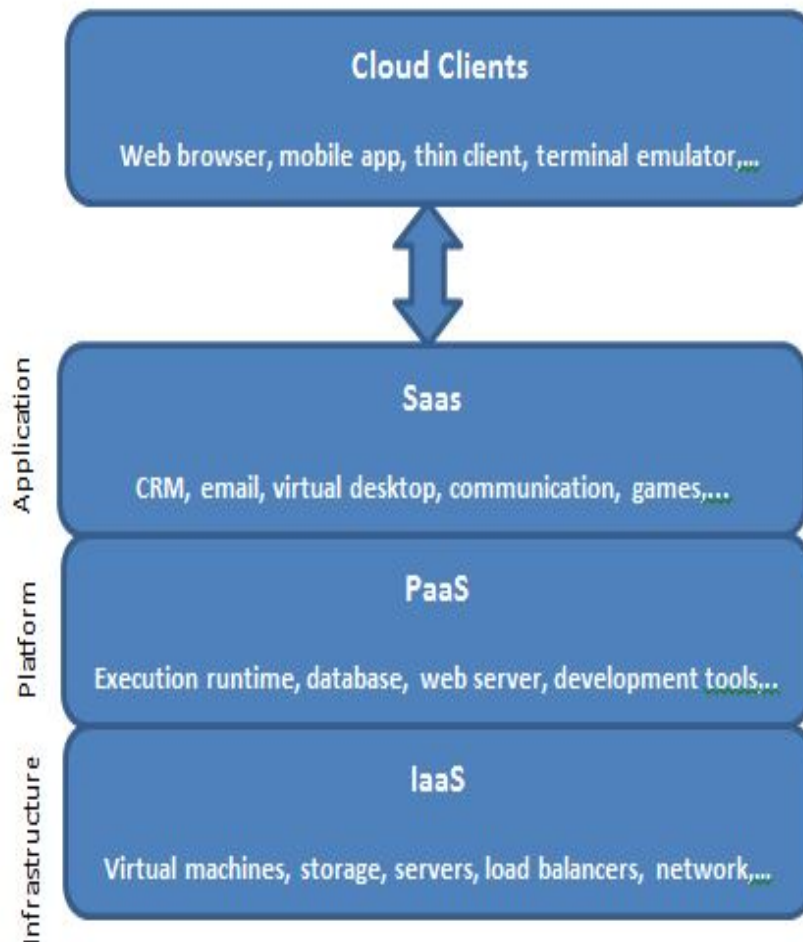 Cloud Clients
Web browser, mobile app, thin client, terminal emulator,...
Application
Saas
CRM, email, virtual desktop, communication, games,...
Platform
PaaS
Execution runtime, database, web server, development tools,..
Infrastructure
IaaS
Virtual machines, storage, servers, load balancers, network,...